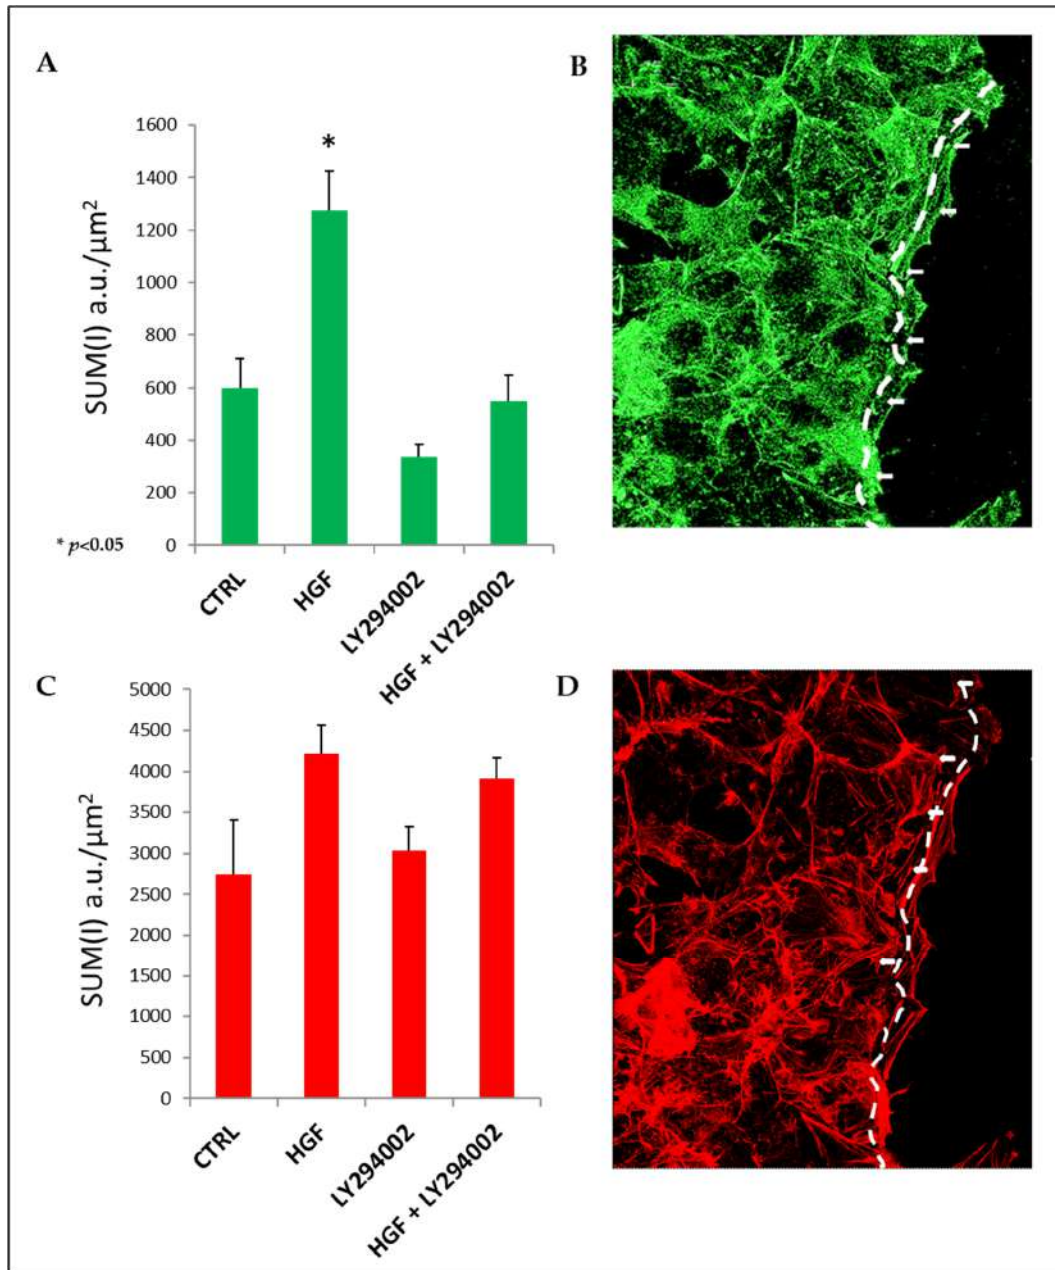 A
B
SUM(I) a.u./μm²
1600
1400
1200
1000
800
600
400
200
0
*
* p<0.05
CTRL
HGF
LY294002
HGF + LY294002
C
D
SUM(I) a.u./μm²
5000
4500
4000
3500
3000
2500
2000
1500
1000
500
0
CTRL
HGF
LY294002
HGF + LY294002